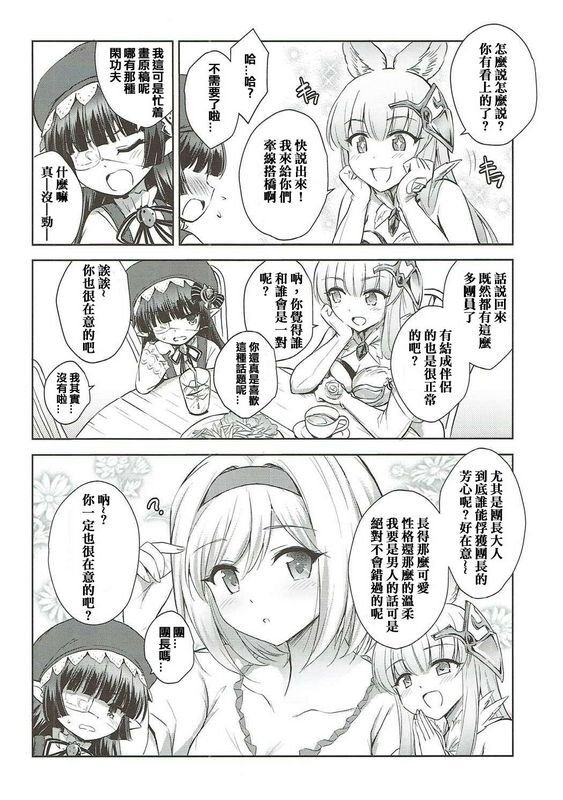 怎麼說怎麼說？
你有看上的了？
快說出來！
我來給你們
牽線搭橋啊
哈…哈？
不需要了啦…
我這可是忙着
畫原稿呢
哪有那種
閑功夫
什麼嘛
真—沒—勁—
話說回來
既然都有這麼
多團員了
有結成伴侶
的也是很正常
的吧？
吶，你覺得誰
和誰會是一對
呢？
你還真是喜歡
這種話題呢…
誒誒~
你也很在意的吧
我其實…
沒有啦…
尤其是團長大人
到底誰能俘獲團長的
芳心呢？好在意~
長得那麼可愛
性格還那麼的溫柔
我要是男人的話可是
絕對不會錯過的呢
吶~？
你一定也很在意的吧？
團…
團長嗎…